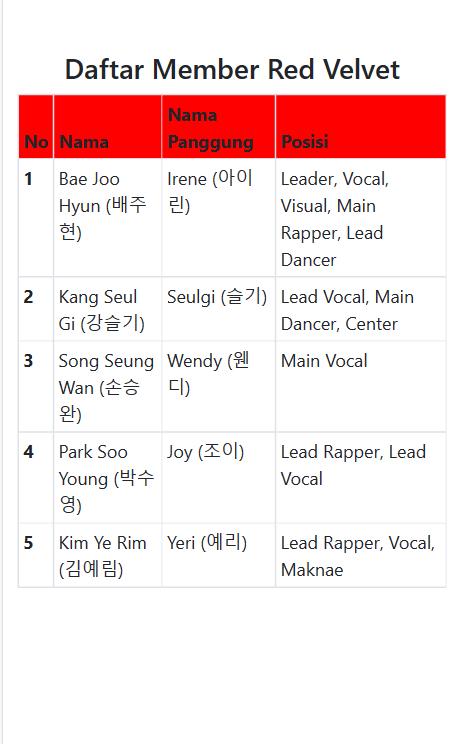 Daftar Member Red Velvet
No Nama Nama Panggung Posisi
1 Bae Joo Hyun (배주현) Irene (아이린) Leader, Vocal, Visual, Main Rapper, Lead Dancer
2 Kang Seul Gi (강슬기) Seulgi (슬기) Lead Vocal, Main Dancer, Center
3 Song Seung Wan (손승완) Wendy (웬디) Main Vocal
4 Park Soo Young (박수영) Joy (조이) Lead Rapper, Lead Vocal
5 Kim Ye Rim (김예림) Yeri (예리) Lead Rapper, Vocal, Maknae